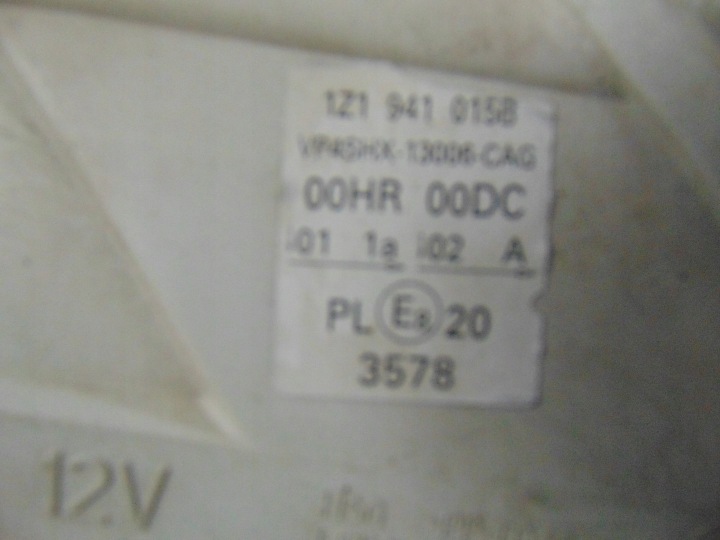 1Z1 941 015B
VP4SHX-13006-CAG
00HR 00DC
01 1a 02 A
PL E8 20
3578
12V